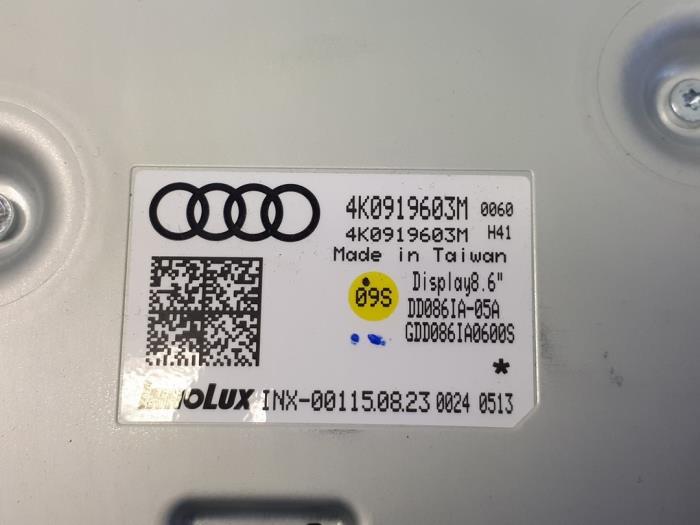 4K0919603M 0060
4K0919603M H41
Made in Taiwan
09S
Display8.6"
DD086IA-05A
GDD086IA0600S
*
INNOLUX INX-00115.08.23 0024 0513